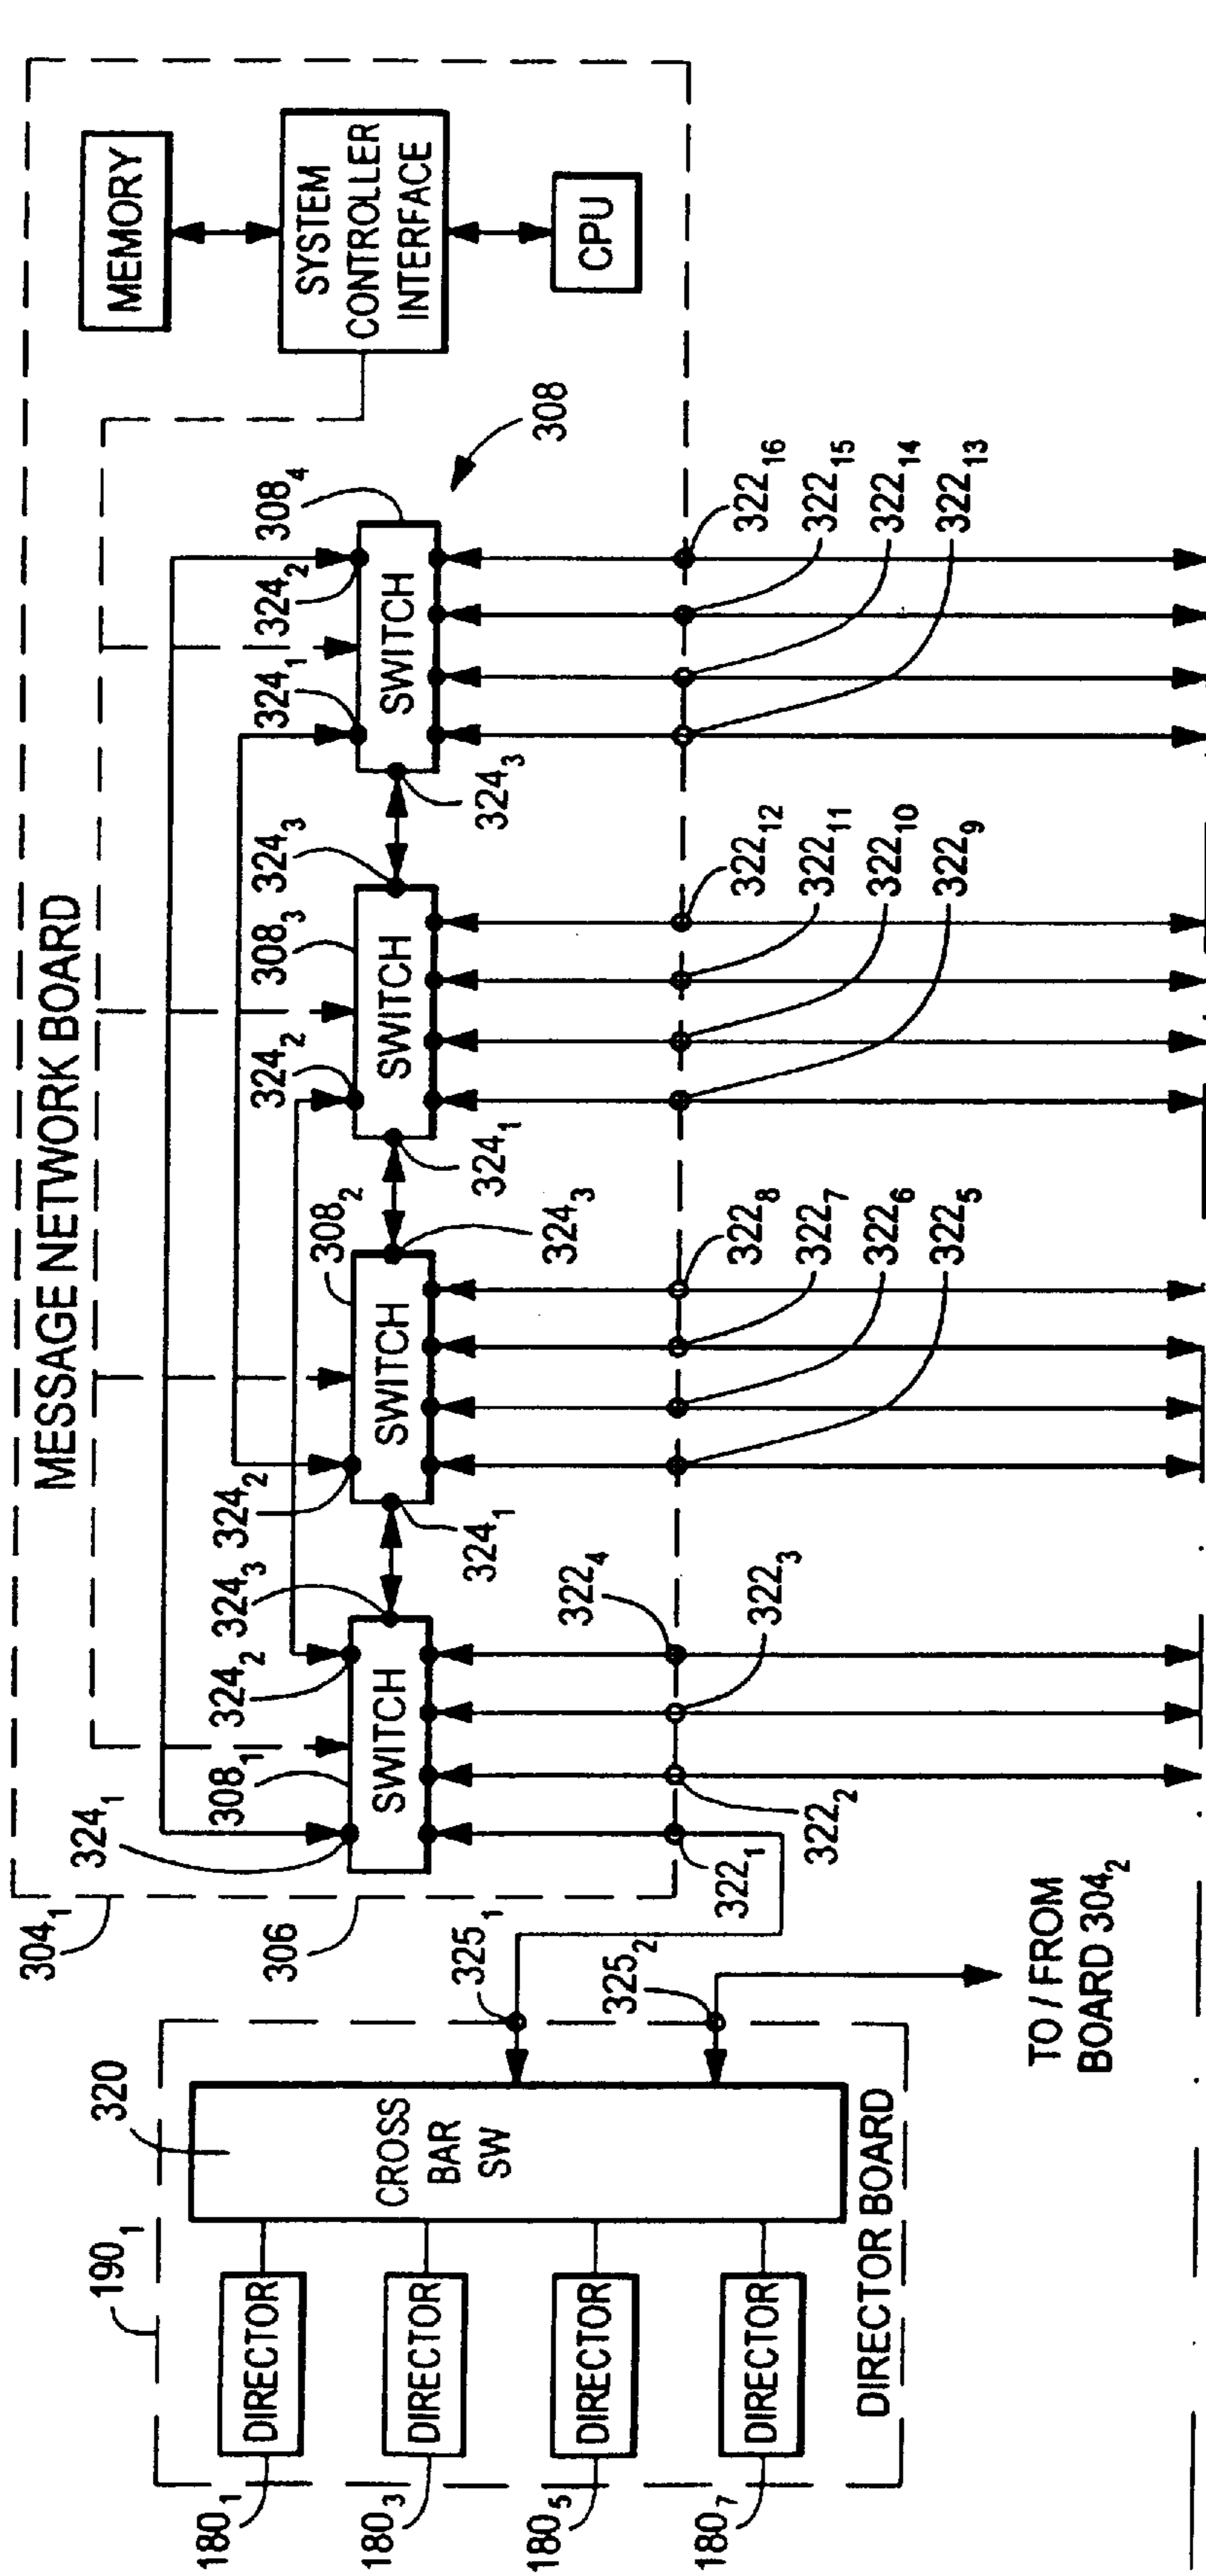 MESSAGE NETWORK BOARD
MEMORY
SYSTEM
CONTROLLER
INTERFACE
CPU
308
304₁
306
324₁
308₁
324₂
324₃
SWITCH
324₂
324₁
308₂
324₃
SWITCH
324₂
324₁
308₃
324₃
SWITCH
324₁
324₂
324₃
308₄
SWITCH
322₁
322₂
322₃
322₄
322₅
322₆
322₇
322₈
322₉
322₁₀
322₁₁
322₁₂
322₁₃
322₁₄
322₁₅
322₁₆
190₁
320
325₁
325₂
CROSS
BAR
SW
180₁
DIRECTOR
180₃
DIRECTOR
180₅
DIRECTOR
180₇
DIRECTOR
DIRECTOR BOARD
TO / FROM
BOARD 304₂